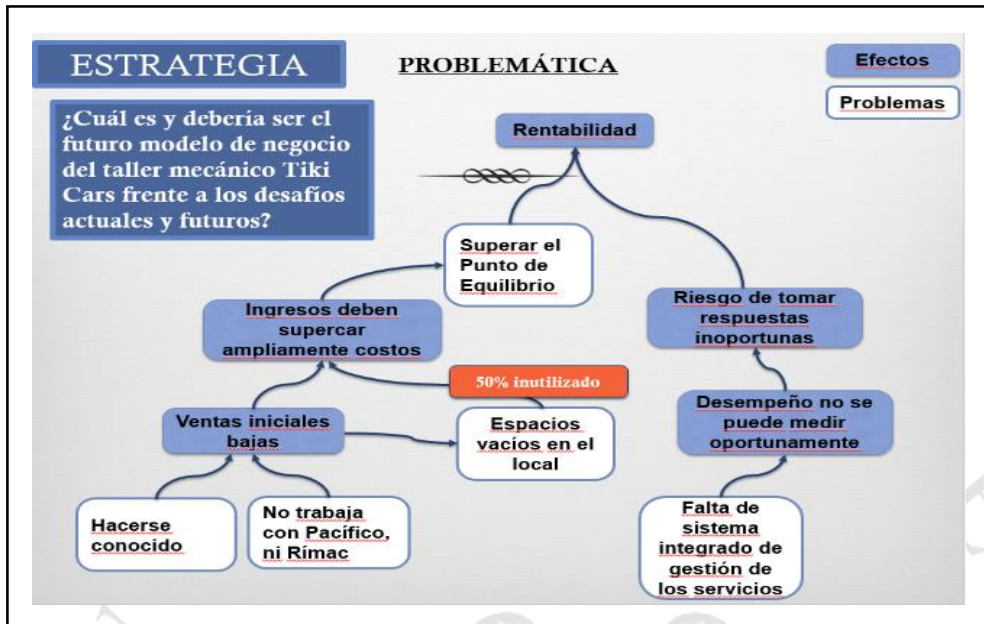 ESTRATEGIA
PROBLEMÁTICA
Efectos
Problemas
¿Cuál es y debería ser el
futuro modelo de negocio
del taller mecánico Tiki
Cars frente a los desafíos
actuales y futuros?
Rentabilidad
Superar el
Punto de
Equilibrio
Ingresos deben
supercar
ampliamente costos
Riesgo de tomar
respuestas
inoportunas
50% inutilizado
Ventas iniciales
bajas
Espacios
vacíos en el
local
Desempeño no se
puede medir
oportunamente
Hacerse
conocido
No trabaja
con Pacífico,
ni Rímac
Falta de
sistema
integrado de
gestión de
los servicios